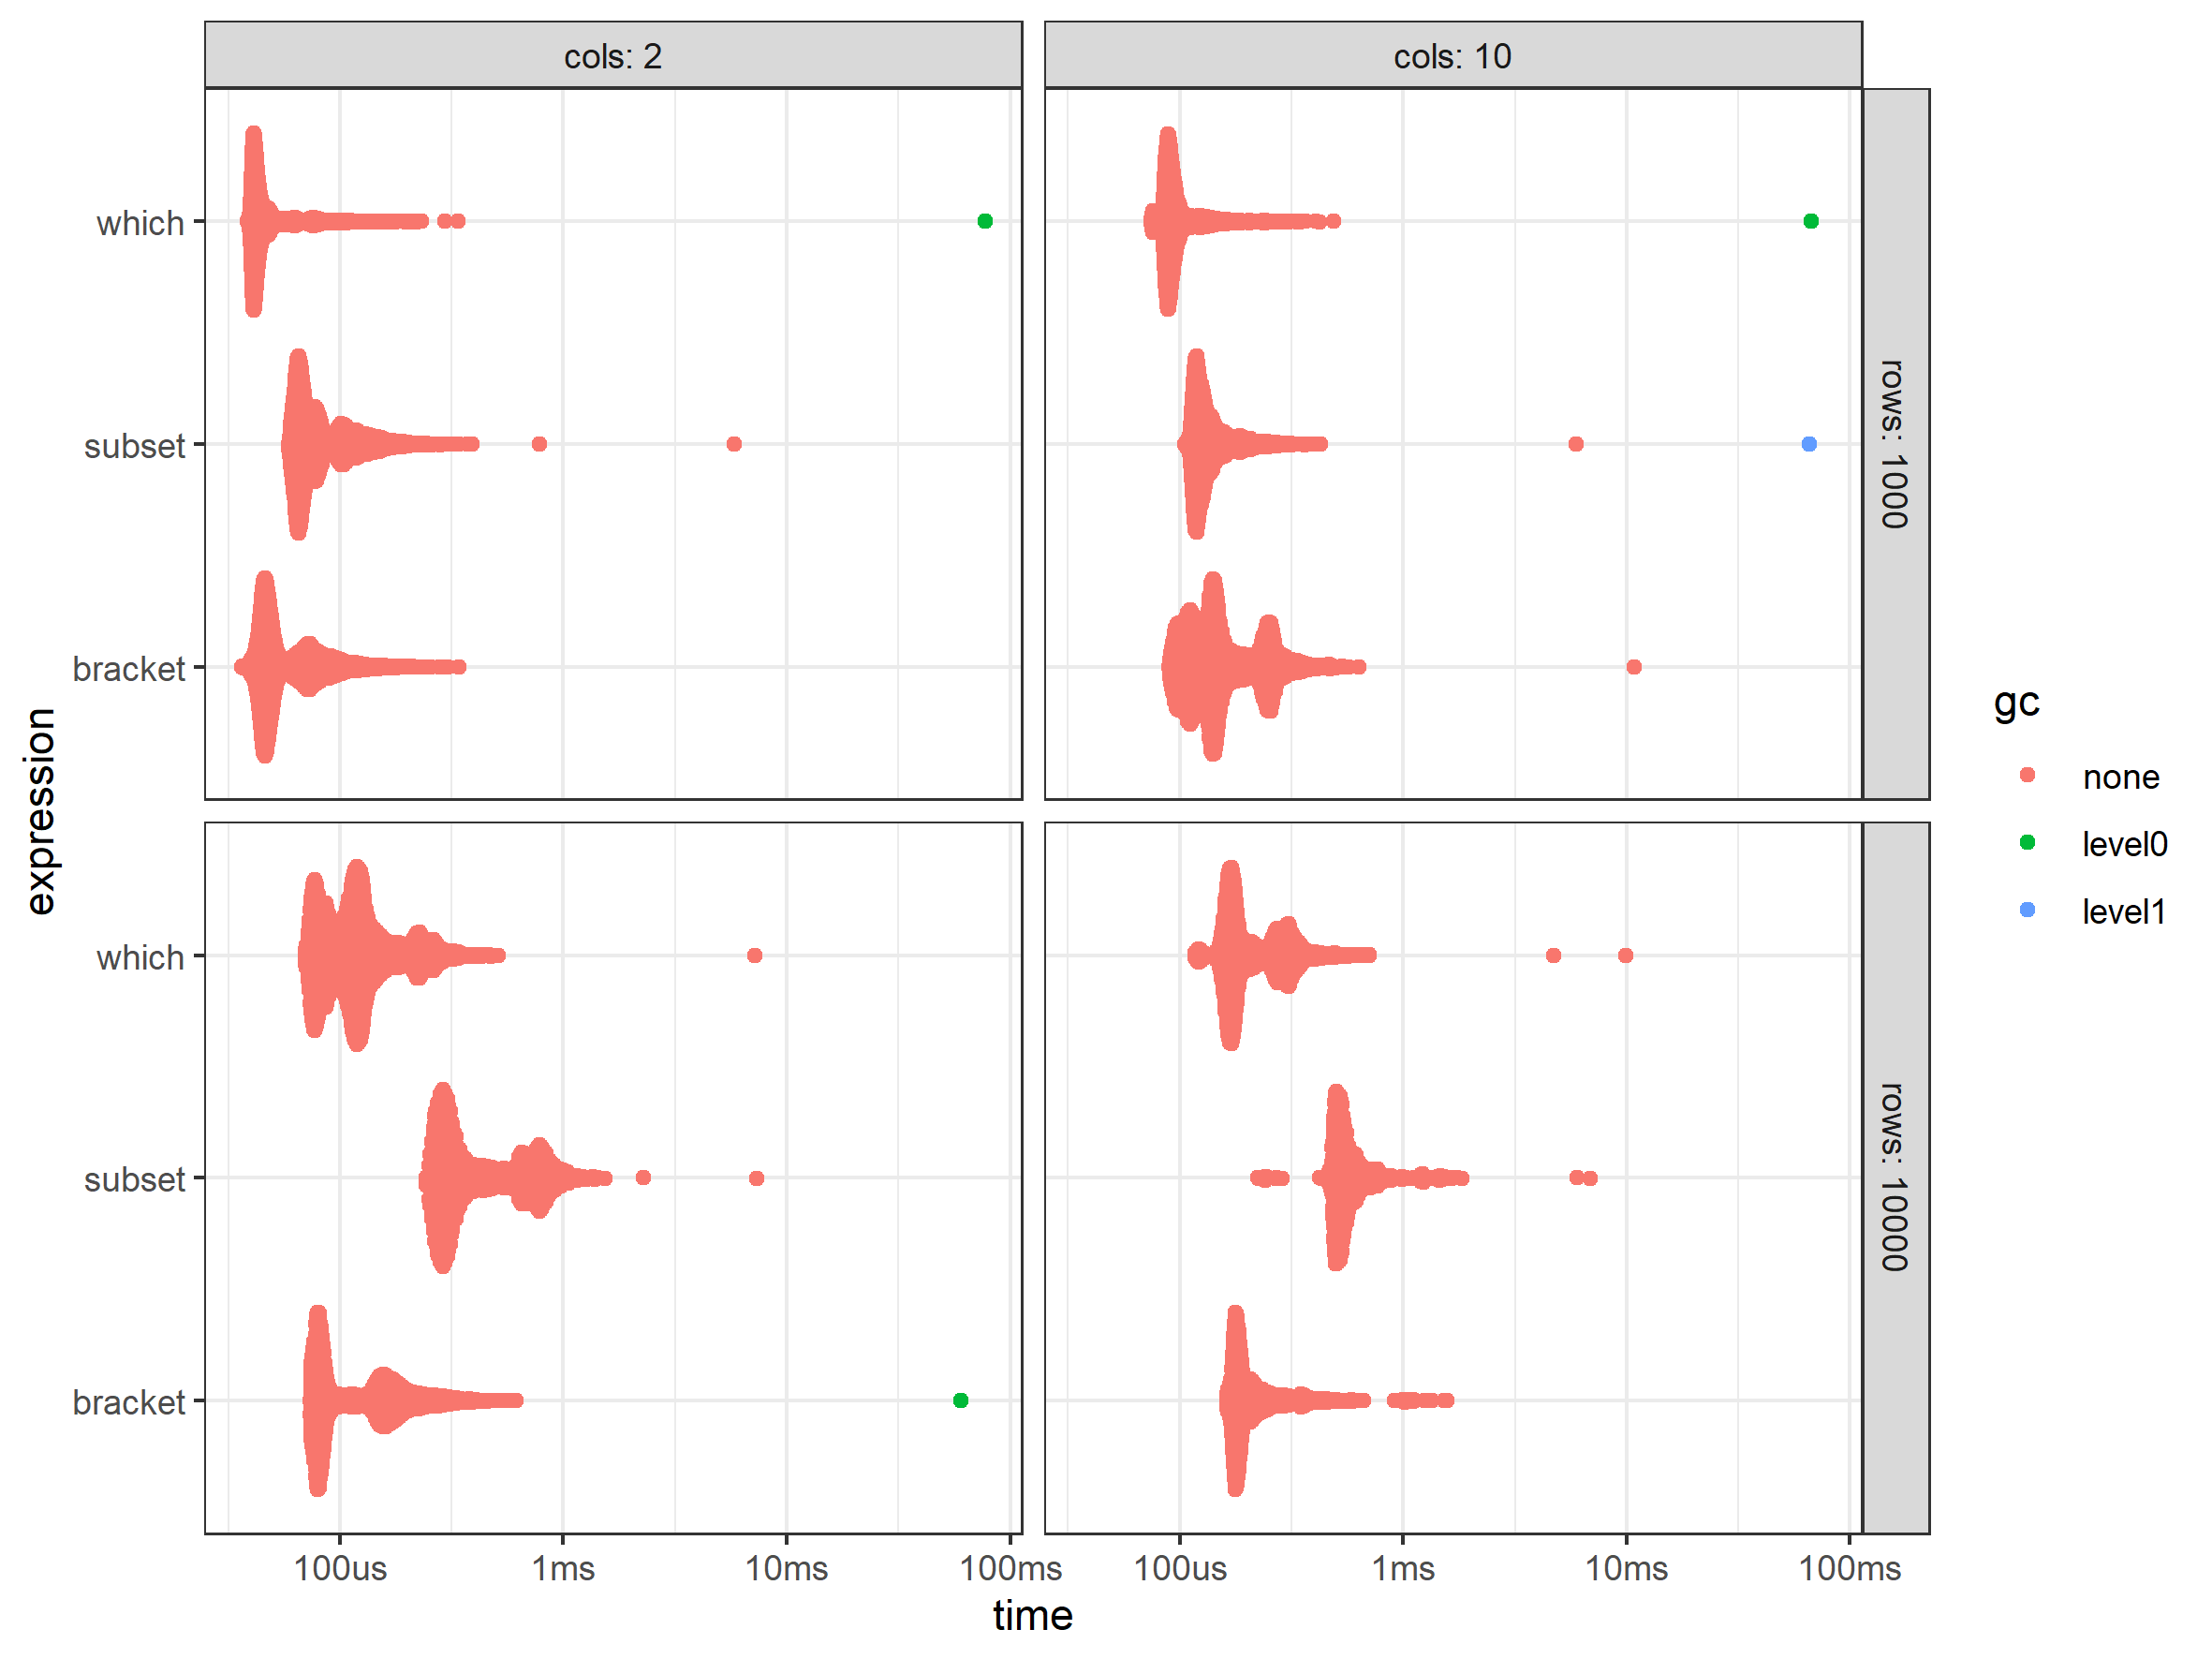 cols: 2
cols: 10
which
subset
bracket
rows: 1000
expression
which
subset
bracket
rows: 10000
gc
none
level0
level1
100us
1ms
10ms
100ms
100us
1ms
10ms
100ms
time